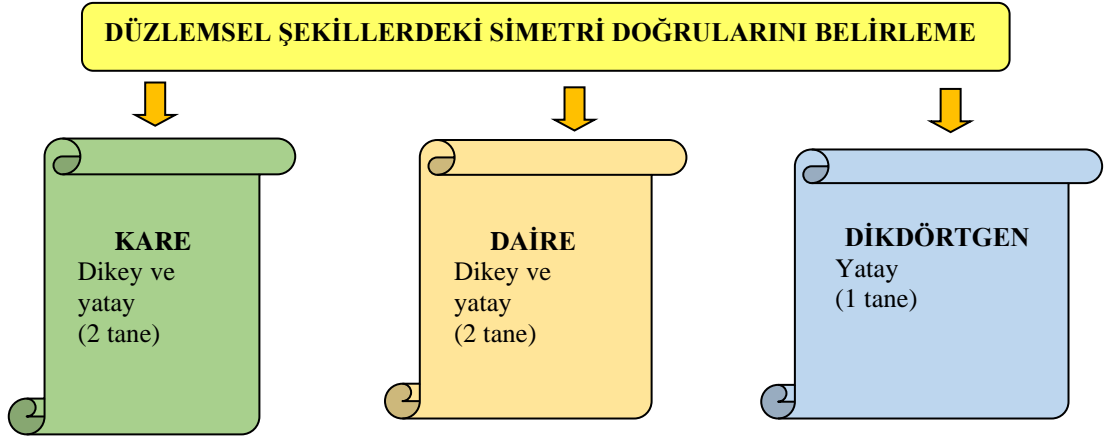 DÜZLEMSEL ŞEKİLLERDEKİ SİMETRİ DOĞRULARINI BELİRLEME
KARE
Dikey ve
yatay
(2 tane)
DAİRE
Dikey ve
yatay
(2 tane)
DİKDÖRTGEN
Yatay
(1 tane)